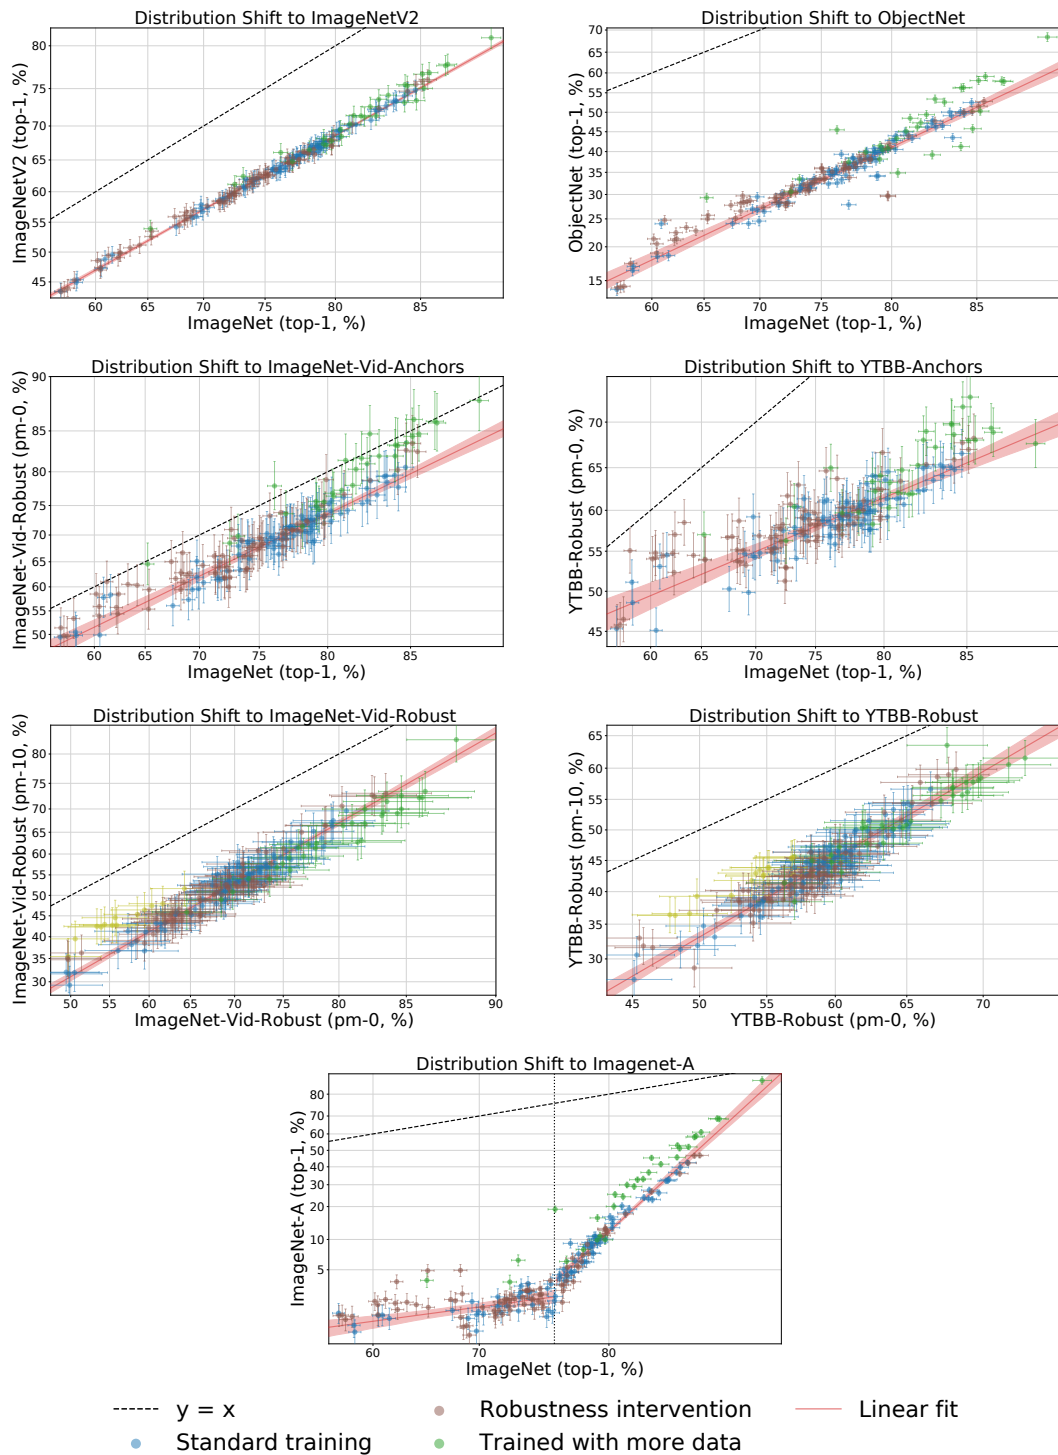 Distribution Shift to ImageNetV2
ImageNetV2 (top-1, %)
80
75
70
65
60
55
50
45
60 65 70 75 80 85
ImageNet (top-1, %)
Distribution Shift to ObjectNet
ObjectNet (top-1, %)
70
65
60
55
50
45
40
35
30
25
20
15
60 65 70 75 80 85
ImageNet (top-1, %)
Distribution Shift to ImageNet-Vid-Anchors
ImageNet-Vid-Robust (pm-0, %)
90
85
80
75
70
65
60
55
50
60 65 70 75 80 85
ImageNet (top-1, %)
Distribution Shift to YTBB-Anchors
YTBB-Robust (pm-0, %)
70
65
60
55
50
45
60 65 70 75 80 85
ImageNet (top-1, %)
Distribution Shift to ImageNet-Vid-Robust
ImageNet-Vid-Robust (pm-10, %)
80
75
70
65
60
55
50
45
40
35
30
50 55 60 65 70 75 80 85 90
ImageNet-Vid-Robust (pm-0, %)
Distribution Shift to YTBB-Robust
YTBB-Robust (pm-10, %)
65
60
55
50
45
40
35
30
45 50 55 60 65 70
YTBB-Robust (pm-0, %)
Distribution Shift to Imagenet-A
ImageNet-A (top-1, %)
80
70
60
50
40
30
20
10
5
60 70 80
ImageNet (top-1, %)
y = x
Robustness intervention
Linear fit
Standard training
Trained with more data